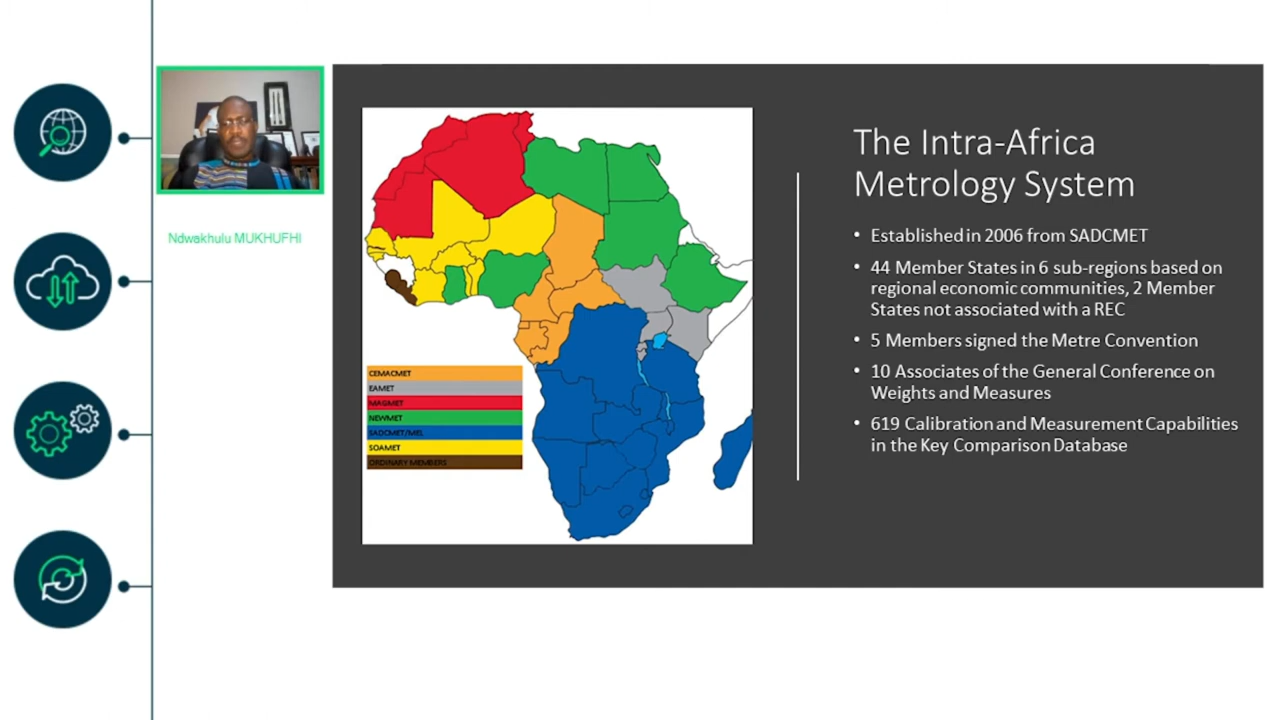 Ndwakhulu MUKHUFHI
CEMACMET
EAMET
MAGMET
NEWMET
SADCMET/MEL
SOAMET
ORDINARY MEMBERS
The Intra-Africa
Metrology System
• Established in 2006 from SADCMET
• 44 Member States in 6 sub-regions based on
regional economic communities, 2 Member
States not associated with a REC
• 5 Members signed the Metre Convention
• 10 Associates of the General Conference on
Weights and Measures
• 619 Calibration and Measurement Capabilities
in the Key Comparison Database